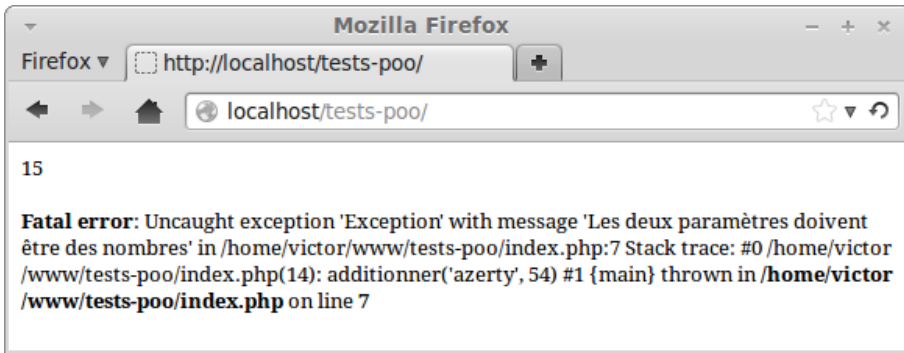 Mozilla Firefox
Firefox
http://localhost/tests-poo/
localhost/tests-poo/
15
Fatal error: Uncaught exception 'Exception' with message 'Les deux paramètres doivent
être des nombres' in /home/victor/www/tests-poo/index.php:7 Stack trace: #0 /home/victor
/www/tests-poo/index.php(14): additionner('azerty', 54) #1 {main} thrown in /home/victor
/www/tests-poo/index.php on line 7